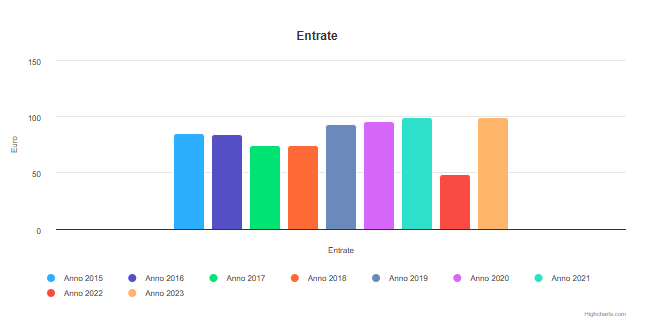 Entrate
150
100
50
0
Euro
Entrate
Anno 2015 Anno 2016 Anno 2017 Anno 2018 Anno 2019 Anno 2020 Anno 2021
Anno 2022 Anno 2023
Highcharts.com